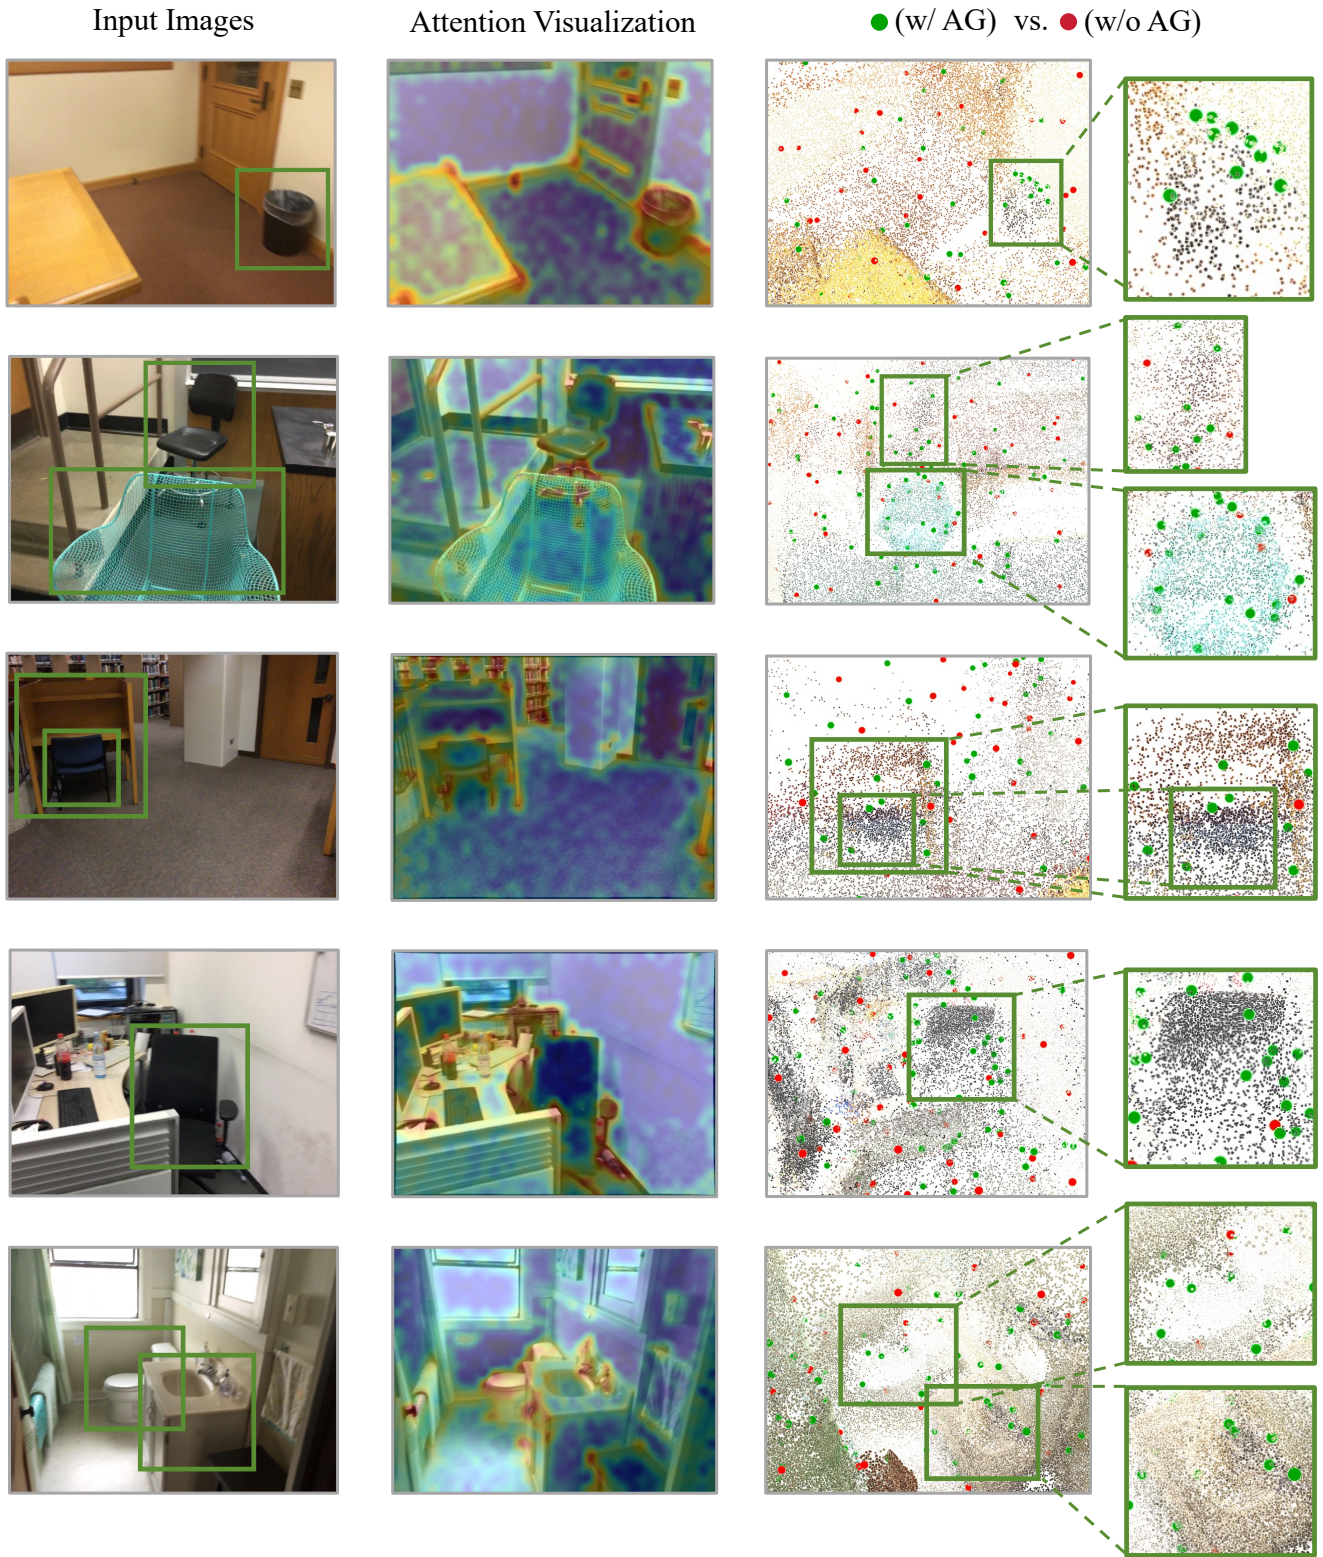 Input Images
Attention Visualization
(w/ AG) vs. (w/o AG)